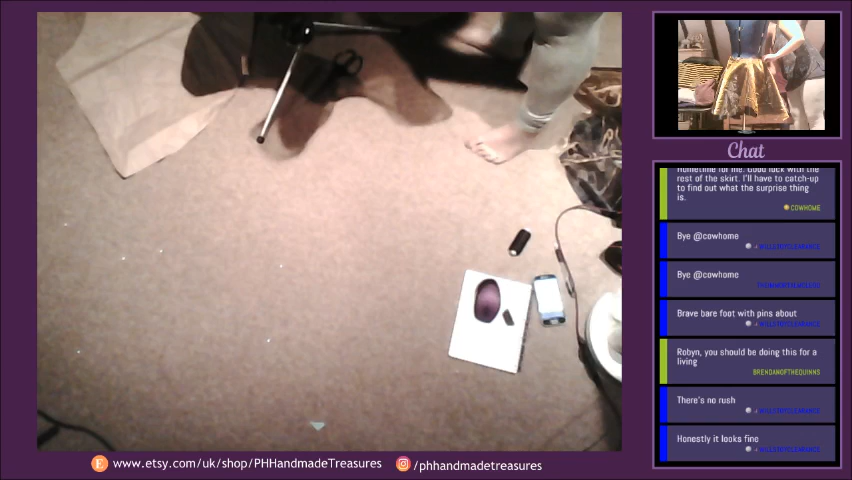 Chat
hometime for me. Good luck with the
rest of the skirt. I'll have to catch-up
to find out what the surprise thing
is.
COWHOME
Bye @cowhome
Bye @cowhome
Brave bare foot with pins about
Robyn, you should be doing this for a
living
BRENDANOFTHEQUINNS
There's no rush
Honestly it looks fine
www.etsy.com/uk/shop/PHHandmadeTreasures
/phhandmadetreasures